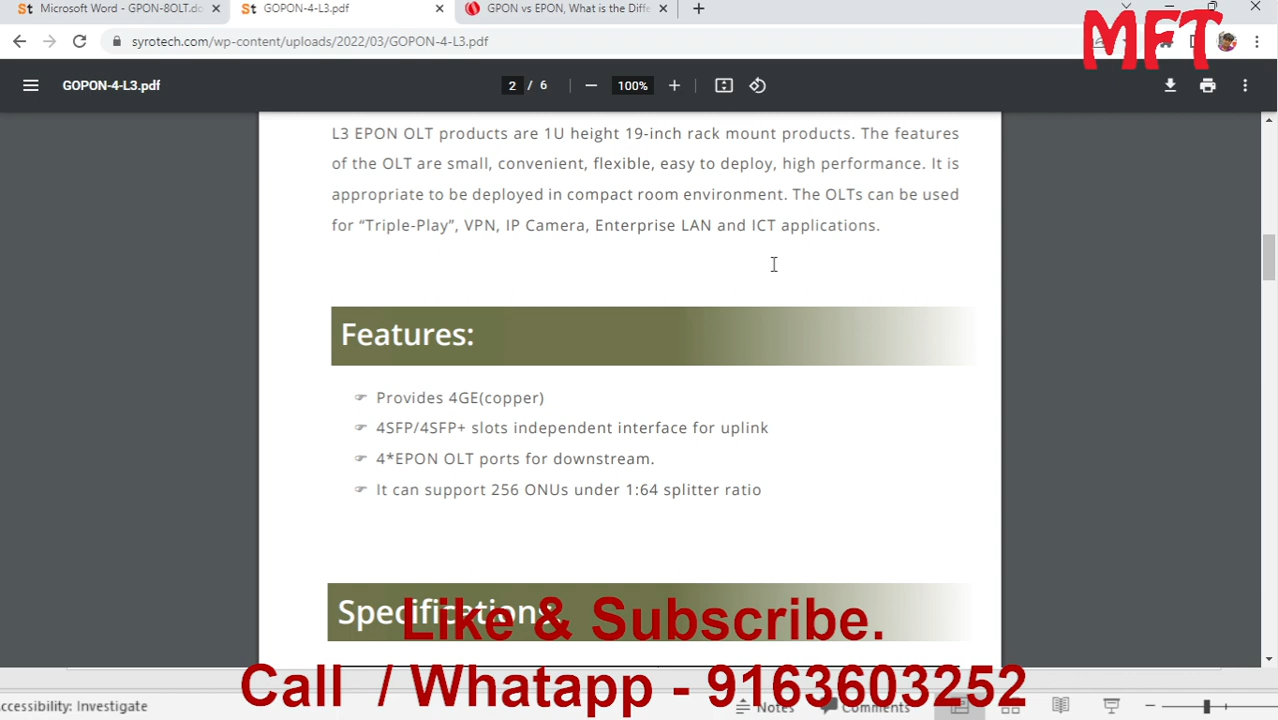 Microsoft Word - GPON-8OLT.do
GOPON-4-L3.pdf
GPON vs EPON, What is the Diffe
syrotech.com/wp-content/uploads/2022/03/GOPON-4-L3.pdf
MFT
GOPON-4-L3.pdf
2 / 6
100%
L3 EPON OLT products are 1U height 19-inch rack mount products. The features
of the OLT are small, convenient, flexible, easy to deploy, high performance. It is
appropriate to be deployed in compact room environment. The OLTs can be used
for “Triple-Play”, VPN, IP Camera, Enterprise LAN and ICT applications.
Features:
Provides 4GE(copper)
4SFP/4SFP+ slots independent interface for uplink
4*EPON OLT ports for downstream.
It can support 256 ONUs under 1:64 splitter ratio
Specifications
Like & Subscribe.
Call / Whatapp - 9163603252
Accessibility: Investigate
Notes
Comments